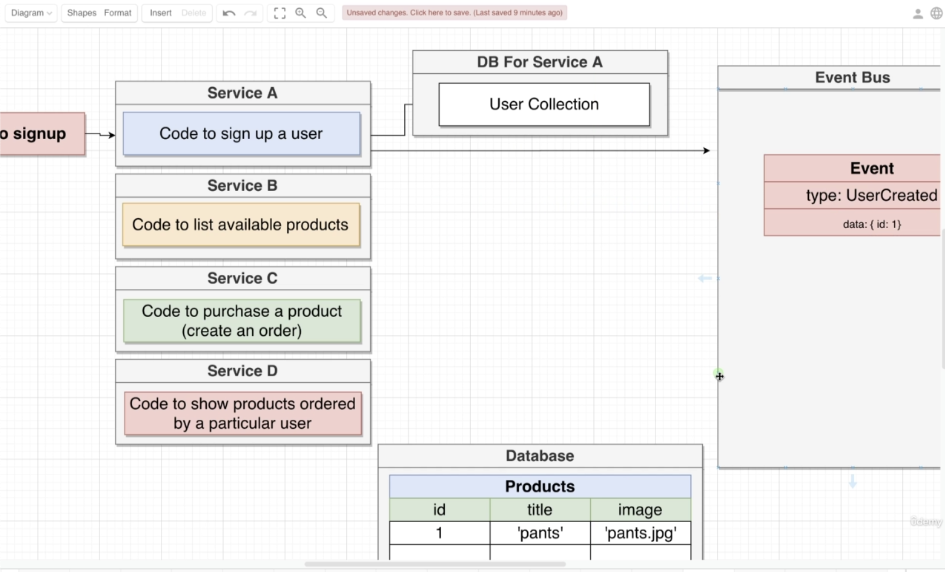 Diagram
Shapes Format
Insert Delete
Unsaved changes. Click here to save. (Last saved 9 minutes ago)
DB For Service A
User Collection
Event Bus
Service A
Code to sign up a user
o signup
Event
type: UserCreated
data: { id: 1}
Service B
Code to list available products
Service C
Code to purchase a product
(create an order)
Service D
Code to show products ordered
by a particular user
Database
Products
id title image
1 'pants' 'pants.jpg'
Udemy